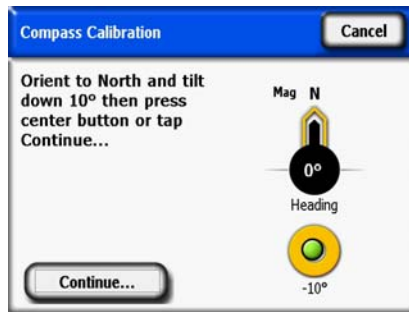 Compass Calibration
Cancel
Orient to North and tilt
down 10° then press
center button or tap
Continue...
Mag N
0°
Heading
-10°
Continue...